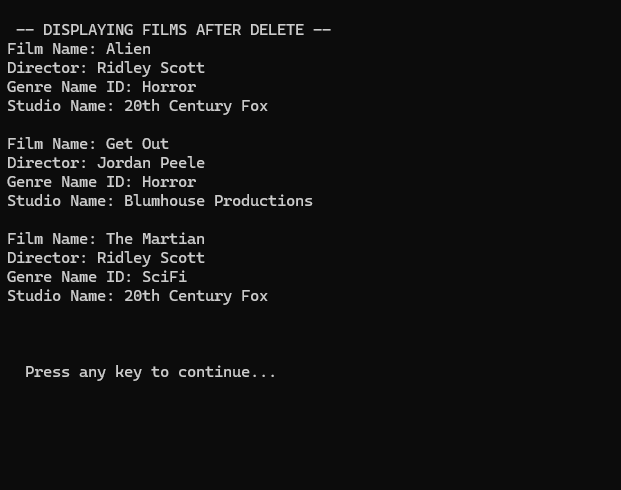 -- DISPLAYING FILMS AFTER DELETE --
Film Name: Alien
Director: Ridley Scott
Genre Name ID: Horror
Studio Name: 20th Century Fox

Film Name: Get Out
Director: Jordan Peele
Genre Name ID: Horror
Studio Name: Blumhouse Productions

Film Name: The Martian
Director: Ridley Scott
Genre Name ID: SciFi
Studio Name: 20th Century Fox

Press any key to continue...